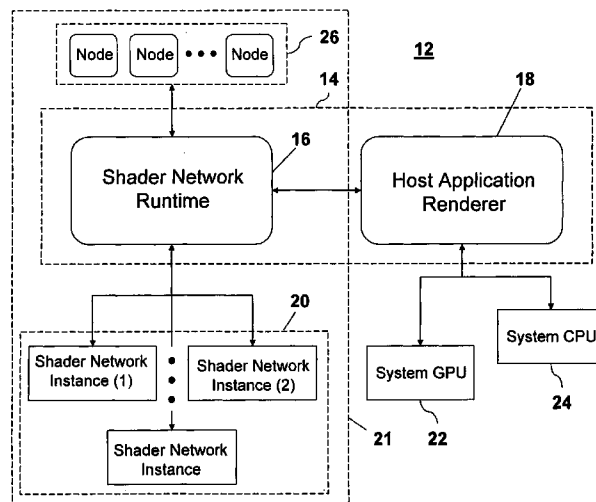 Node
Node
Node
26
12
14
18
16
Shader Network
Runtime
Host Application
Renderer
20
Shader Network
Instance (1)
Shader Network
Instance (2)
Shader Network
Instance
System GPU
22
System CPU
24
21